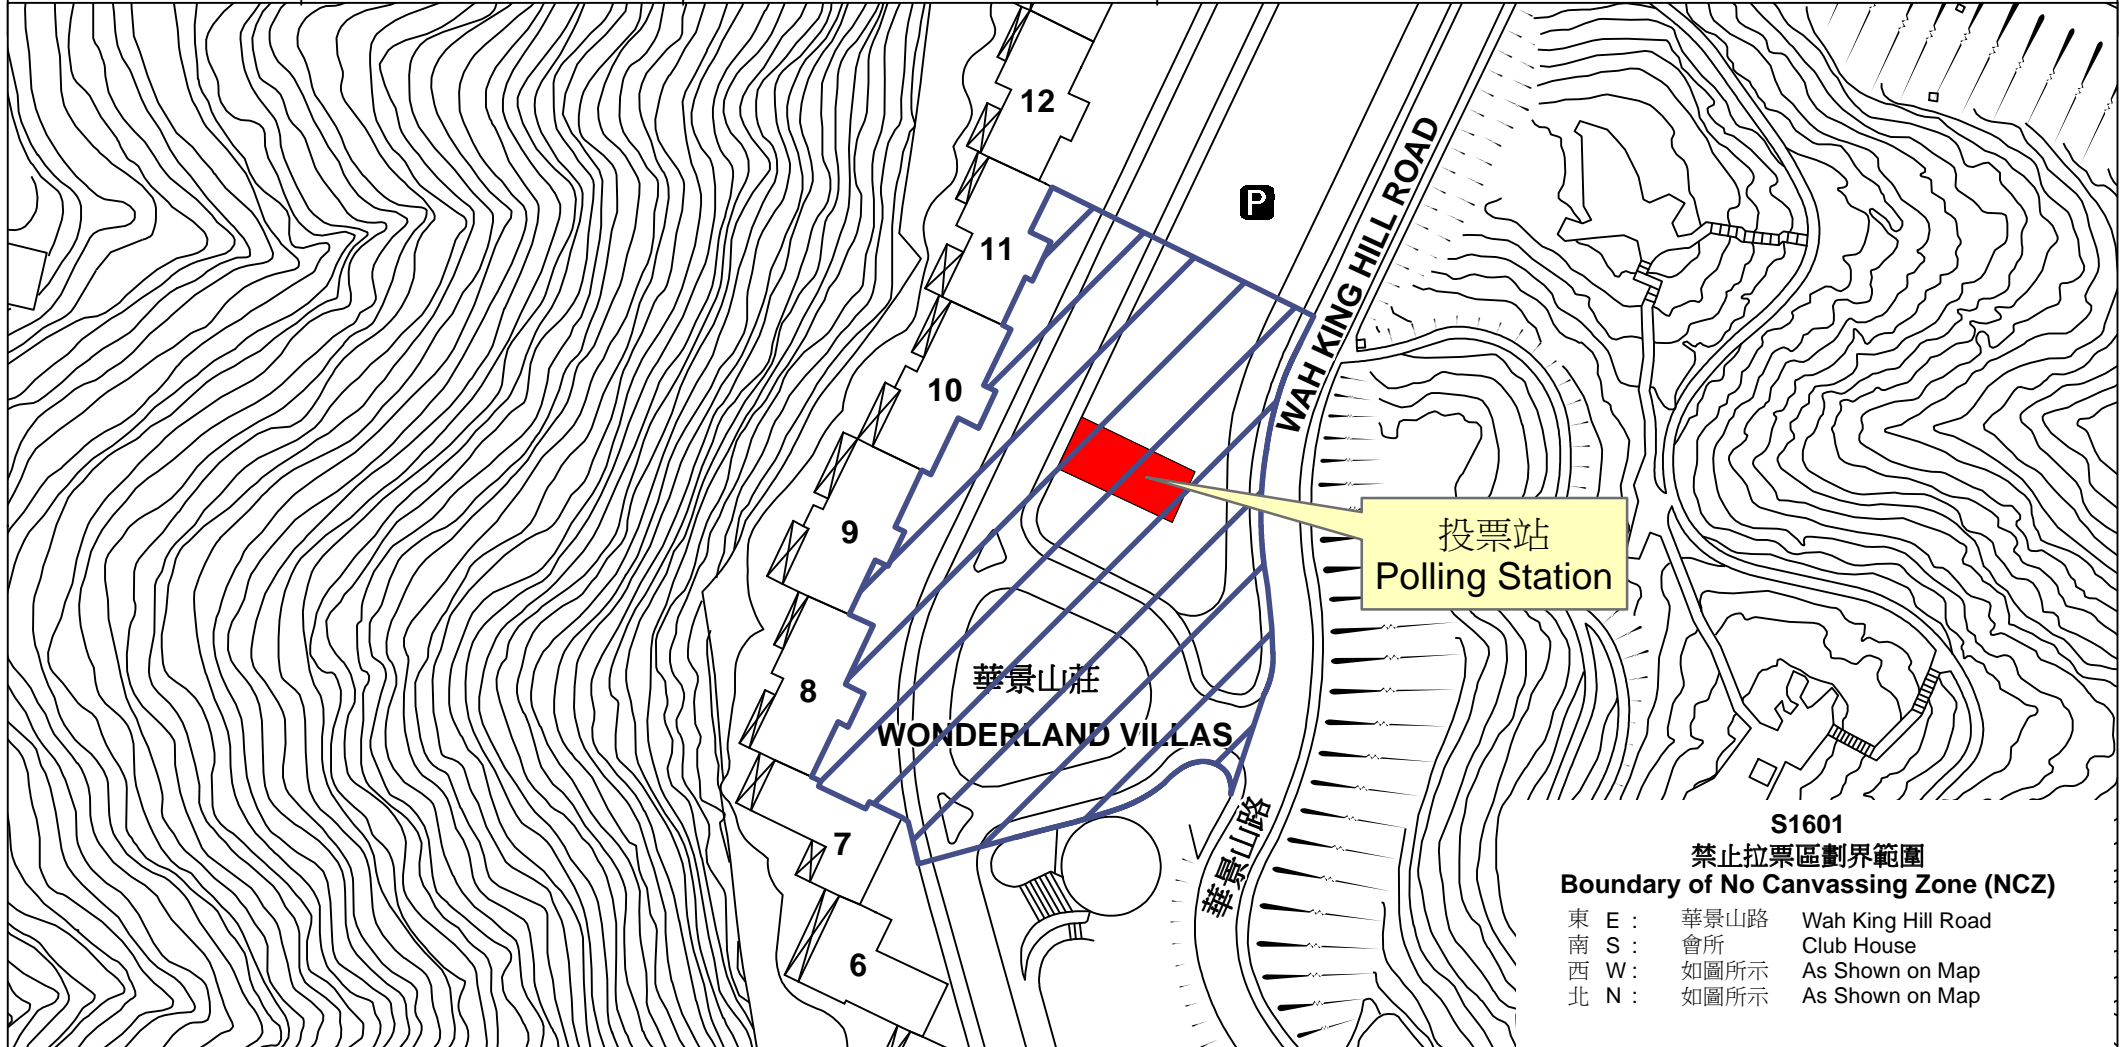 12
P
WAH KING HILL ROAD
11
10
9
投票站
Polling Station
8
華景山莊
WONDERLAND VILLAS
7
華景山路
6
S1601
禁止拉票區劃界範圍
Boundary of No Canvassing Zone (NCZ)
東 E : 華景山路 Wah King Hill Road
南 S : 會所 Club House
西 W : 如圖所示 As Shown on Map
北 N : 如圖所示 As Shown on Map